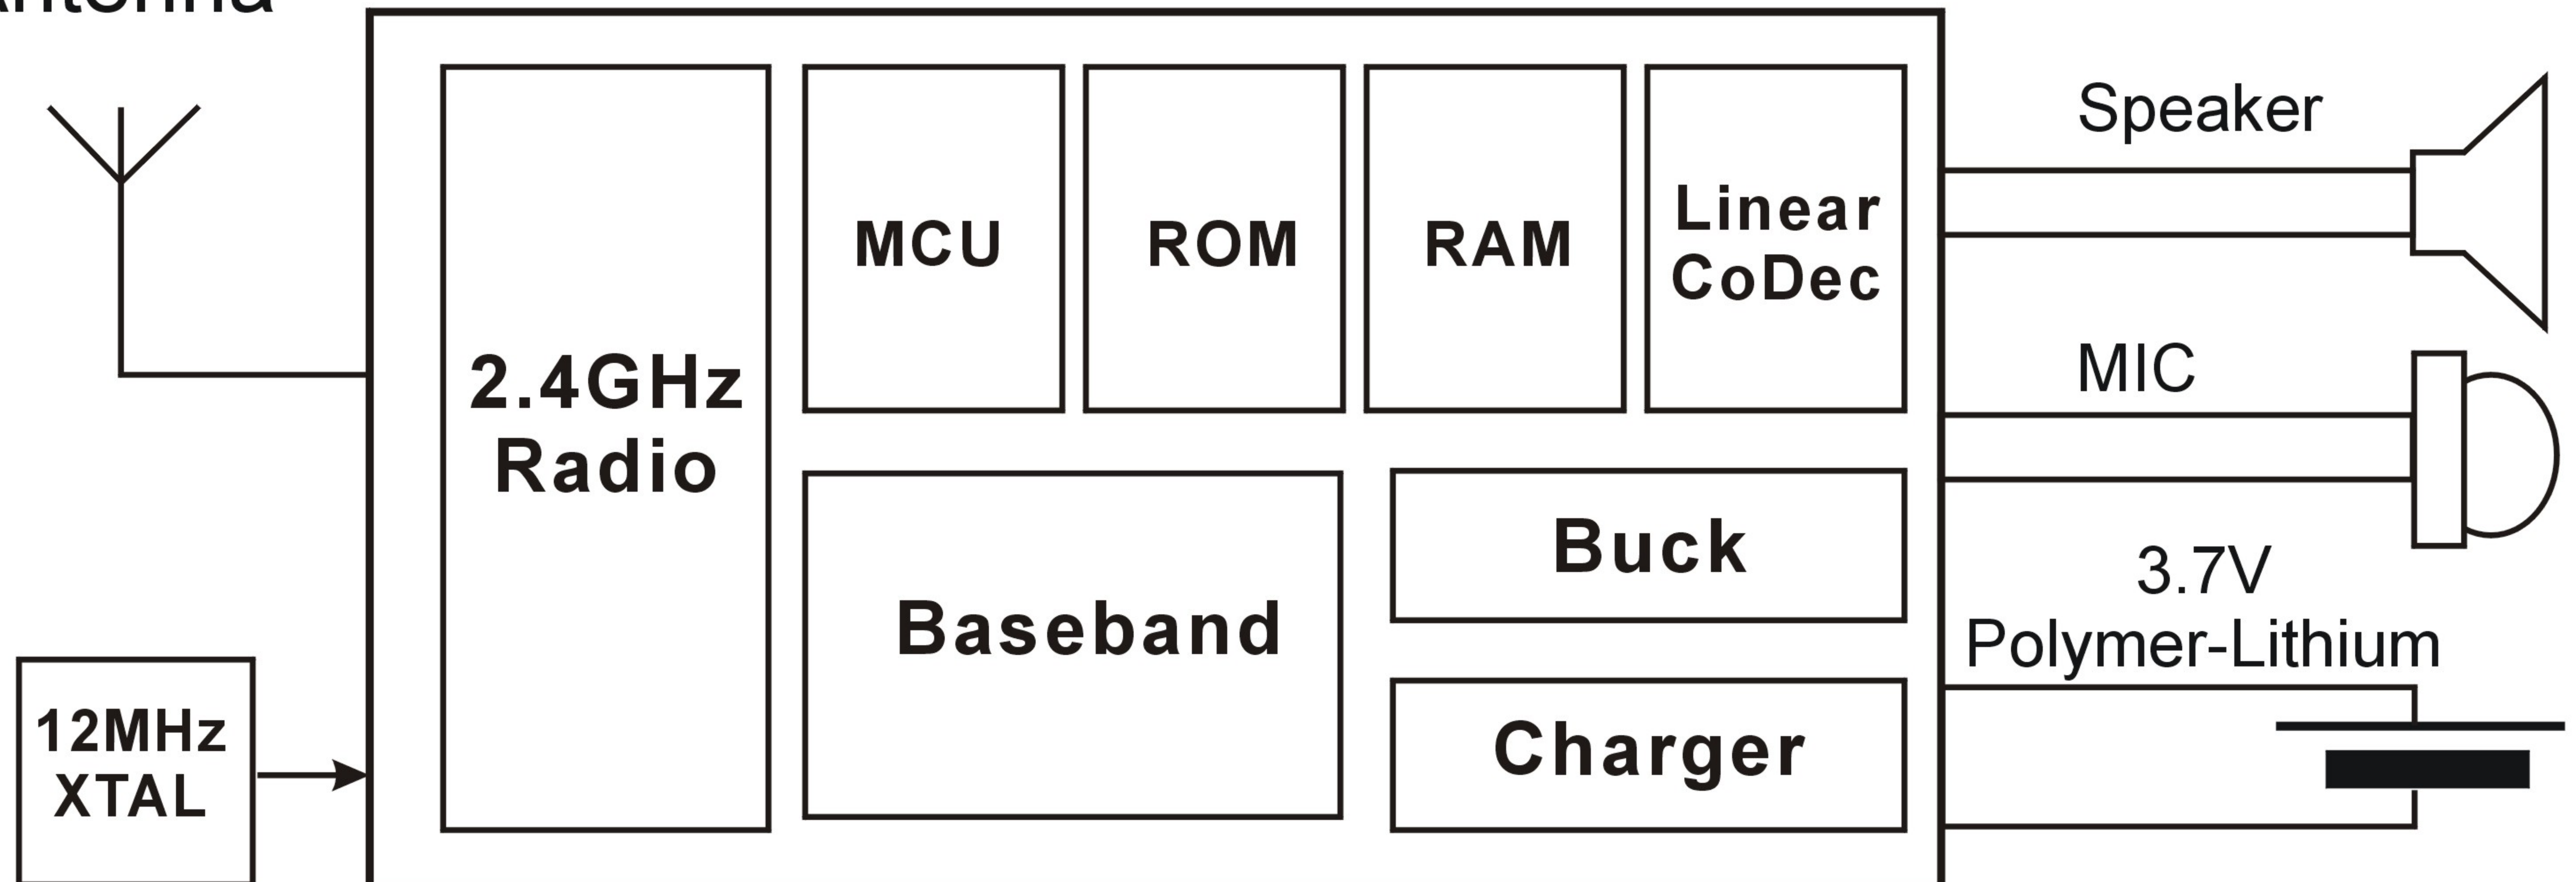 Antenna
Speaker
MCU
ROM
RAM
Linear
CoDec
2.4GHz
Radio
MIC
Buck
3.7V
Polymer-Lithium
Baseband
12MHz
XTAL
Charger